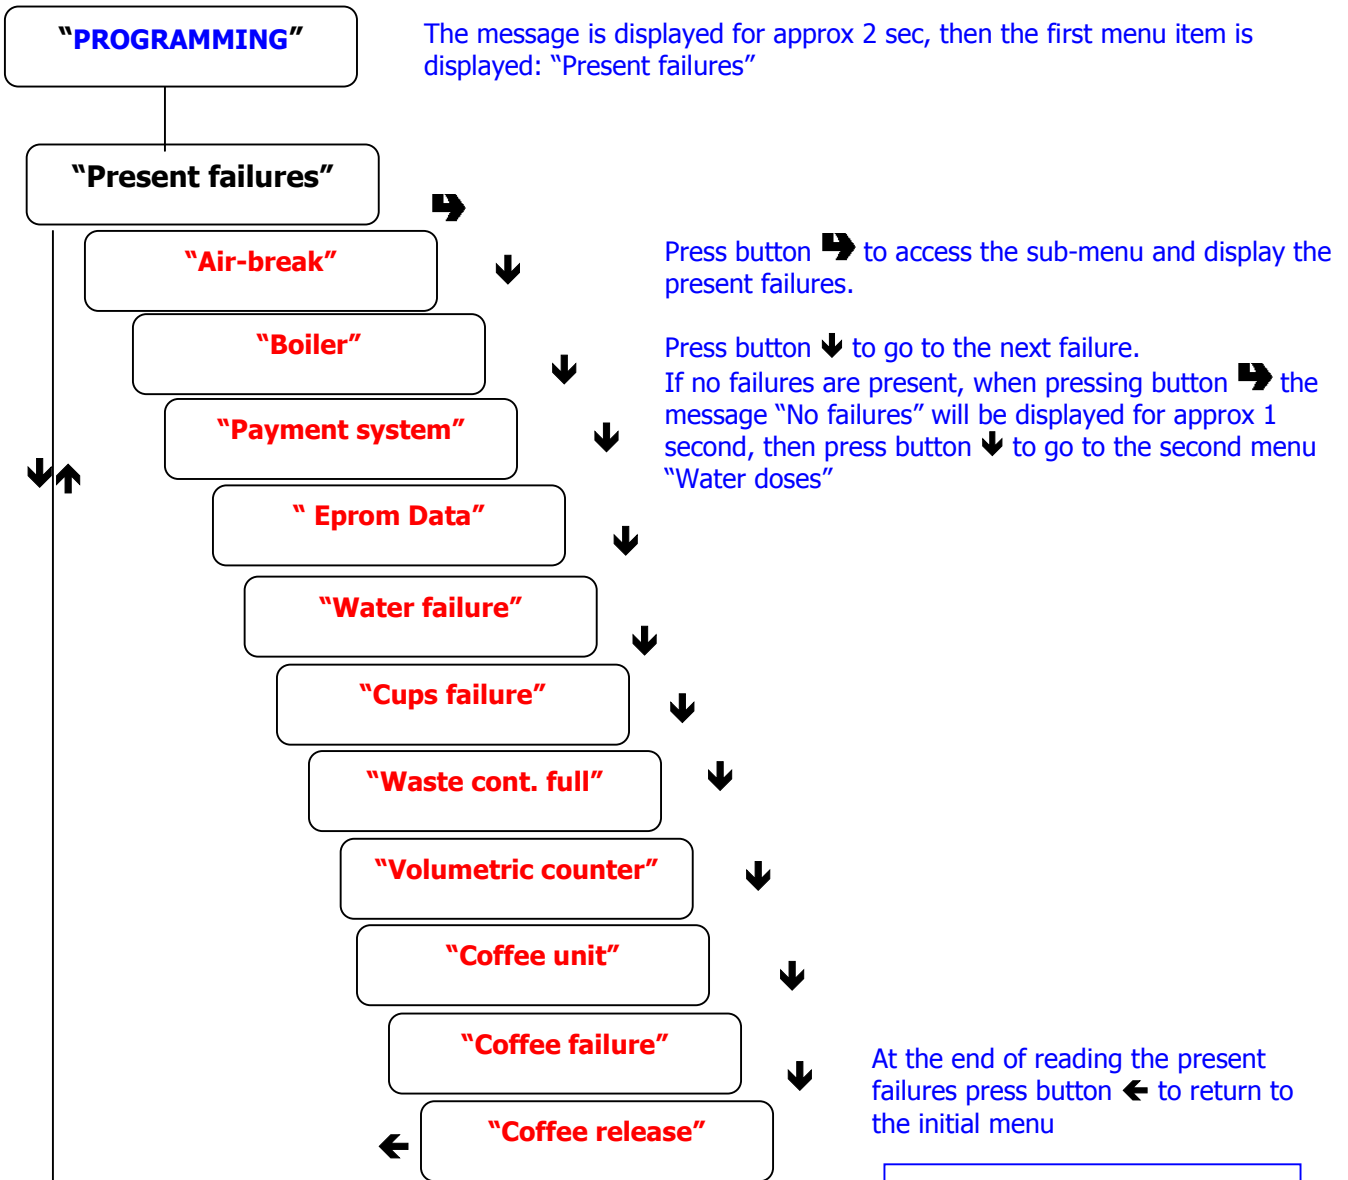 “PROGRAMMING”
The message is displayed for approx 2 sec, then the first menu item is
displayed: “Present failures”
“Present failures”
“Air-break”
Press button to access the sub-menu and display the
present failures.
“Boiler”
Press button ↓ to go to the next failure.
If no failures are present, when pressing button the
message “No failures” will be displayed for approx 1
second, then press button ↓ to go to the second menu
“Water doses”
“Payment system”
“ Eprom Data”
“Water failure”
“Cups failure”
“Waste cont. full”
“Volumetric counter”
“Coffee unit”
“Coffee failure”
At the end of reading the present
failures press button ← to return to
the initial menu
“Coffee release”